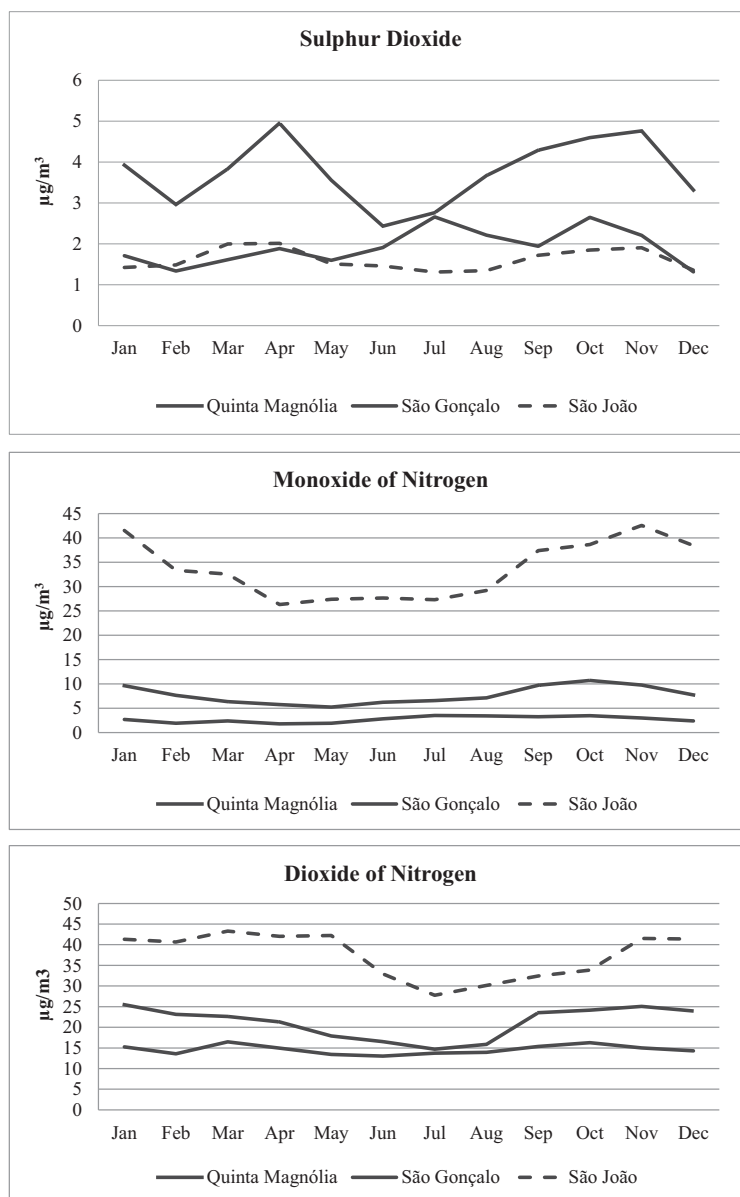 Sulphur Dioxide
6
5
4
3
2
1
0
µg/m³
Jan Feb Mar Apr May Jun Jul Aug Sep Oct Nov Dec
Quinta Magnólia São Gonçalo São João
Monoxide of Nitrogen
45
40
35
30
25
20
15
10
5
0
µg/m³
Jan Feb Mar Apr May Jun Jul Aug Sep Oct Nov Dec
Quinta Magnólia São Gonçalo São João
Dioxide of Nitrogen
50
45
40
35
30
25
20
15
10
5
0
µg/m3
Jan Feb Mar Apr May Jun Jul Aug Sep Oct Nov Dec
Quinta Magnólia São Gonçalo São João